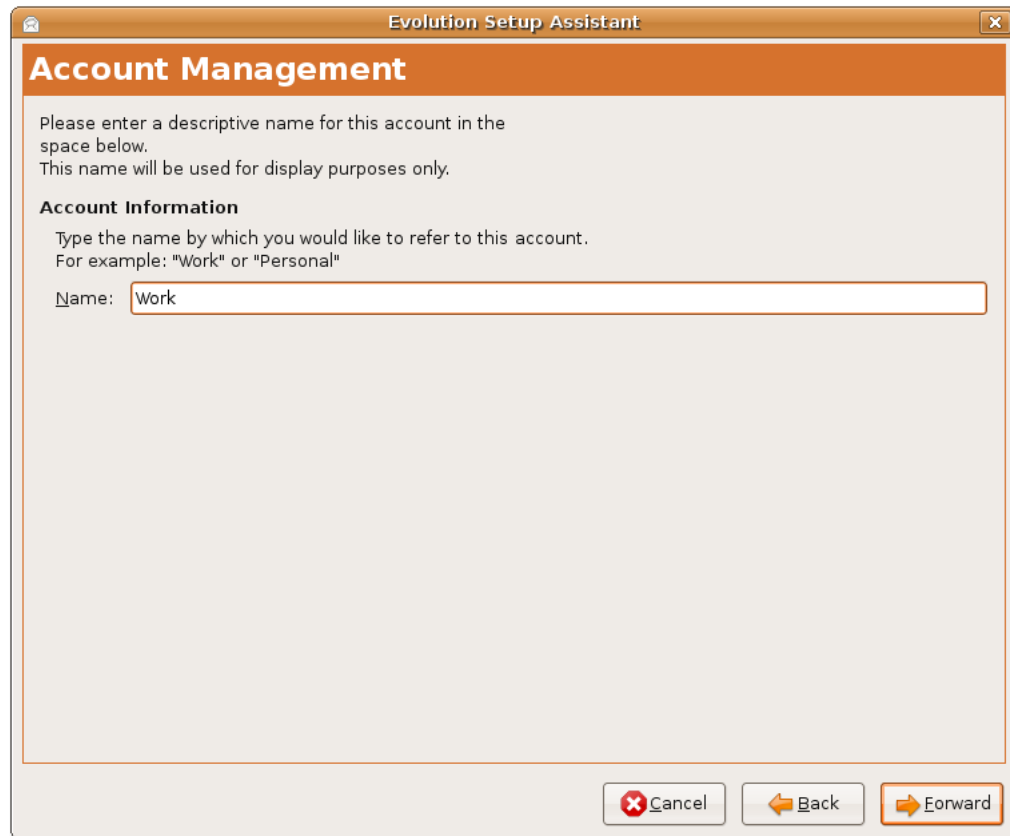 Evolution Setup Assistant
Account Management
Please enter a descriptive name for this account in the
space below.
This name will be used for display purposes only.
Account Information
Type the name by which you would like to refer to this account.
For example: "Work" or "Personal"
Name: Work
Cancel Back Forward